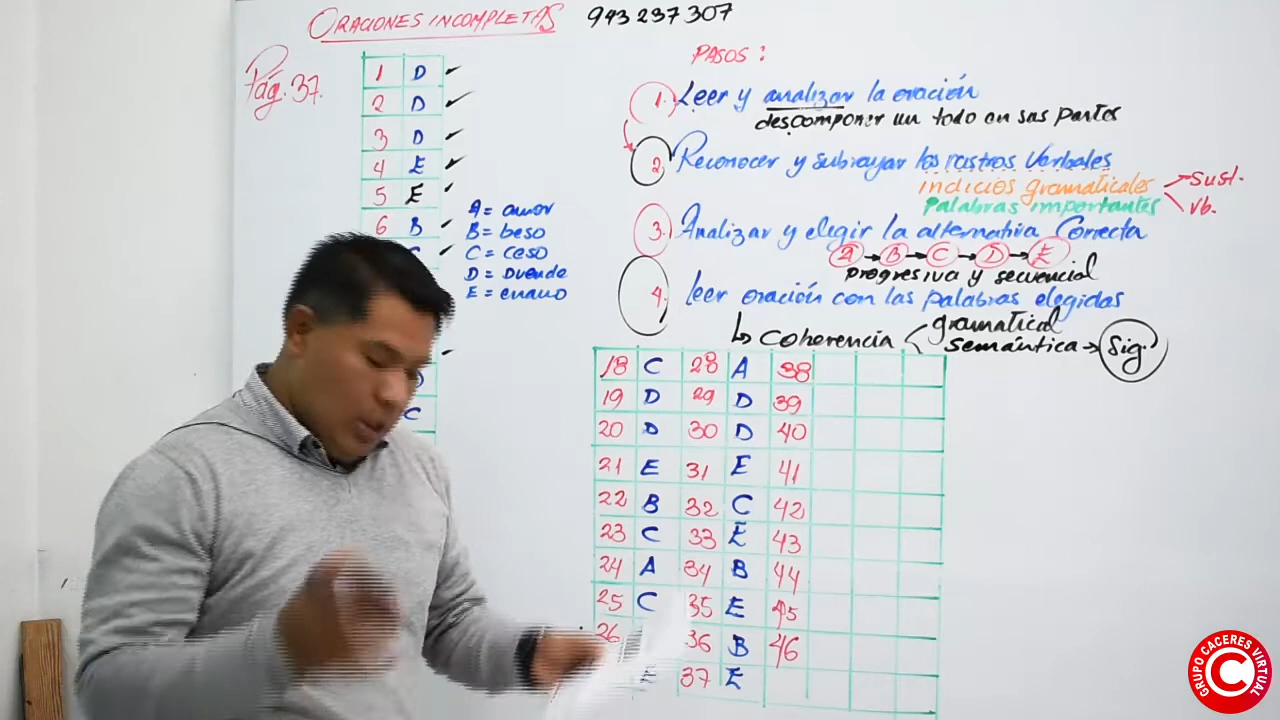 ORACIONES INCOMPLETAS 943 237 307
Pág. 37.
1 D
2 D
3 D
4 E
5 E
6 B
C
A = amor
B = beso
C = Ceso
D = Duende
E = enano
PASOS :
1. Leer y analizar la oración
descomponer un todo en sus partes
2. Reconocer y subrayar los rastros Verbales
indicios gramaticales Sust.
Palabras importantes Vb.
3. Analizar y elegir la alternativa Correcta
A B C D E
progresiva y secuencial
4. Leer oración con las palabras elegidas
Coherencia gramatical
semántica Sig.
18 C 28 A 38
19 D 29 D 39
20 D 30 D 40
21 E 31 E 41
22 B 32 C 42
23 C 33 E 43
24 A 34 B 44
25 C 35 E 45
26 36 B 46
E 37 E
GRUPO CACERES VIRTUAL
C